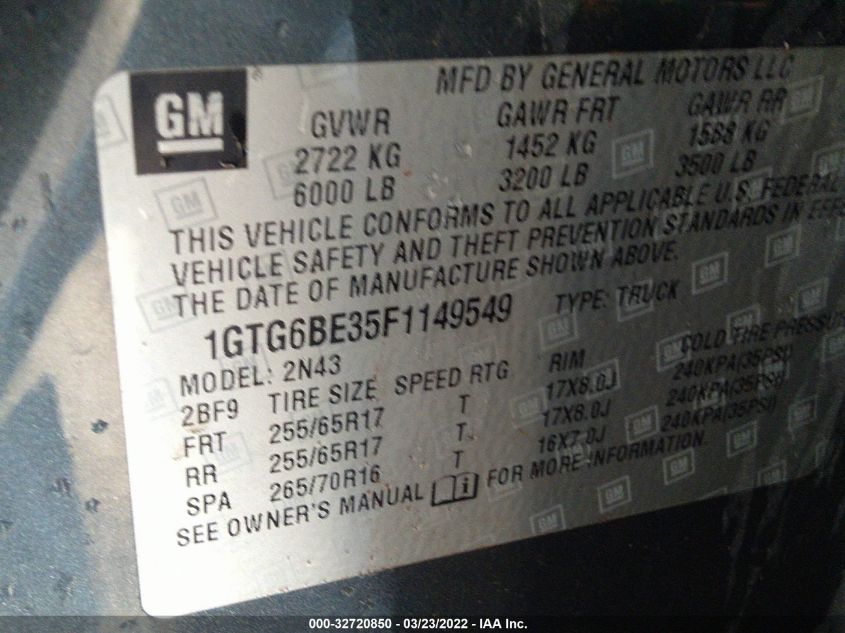 MFD BY GENERAL MOTORS LLC
GM
GVWR GAWR FRT GAWR RR
2722 KG 1452 KG 1588 KG
6000 LB 3200 LB 3500 LB
THIS VEHICLE CONFORMS TO ALL APPLICABLE U.S. FEDERAL
VEHICLE SAFETY AND THEFT PREVENTION STANDARDS IN
THE DATE OF MANUFACTURE SHOWN ABOVE.
1GTG6BE35F1149549 TYPE: TRUCK
MODEL: 2N43
2BF9 TIRE SIZE SPEED RTG RIM COLD TIRE
FRT 255/65R17 T 17X8.0J 240KPA(35PSI)
RR 255/65R17 T 17X8.0J 240KPA(35PSI)
SPA 265/70R16 T 16X7.0J 240KPA(35PSI)
SEE OWNER'S MANUAL FOR MORE INFORMATION
000-32720850 - 03/23/2022 - IAA Inc.